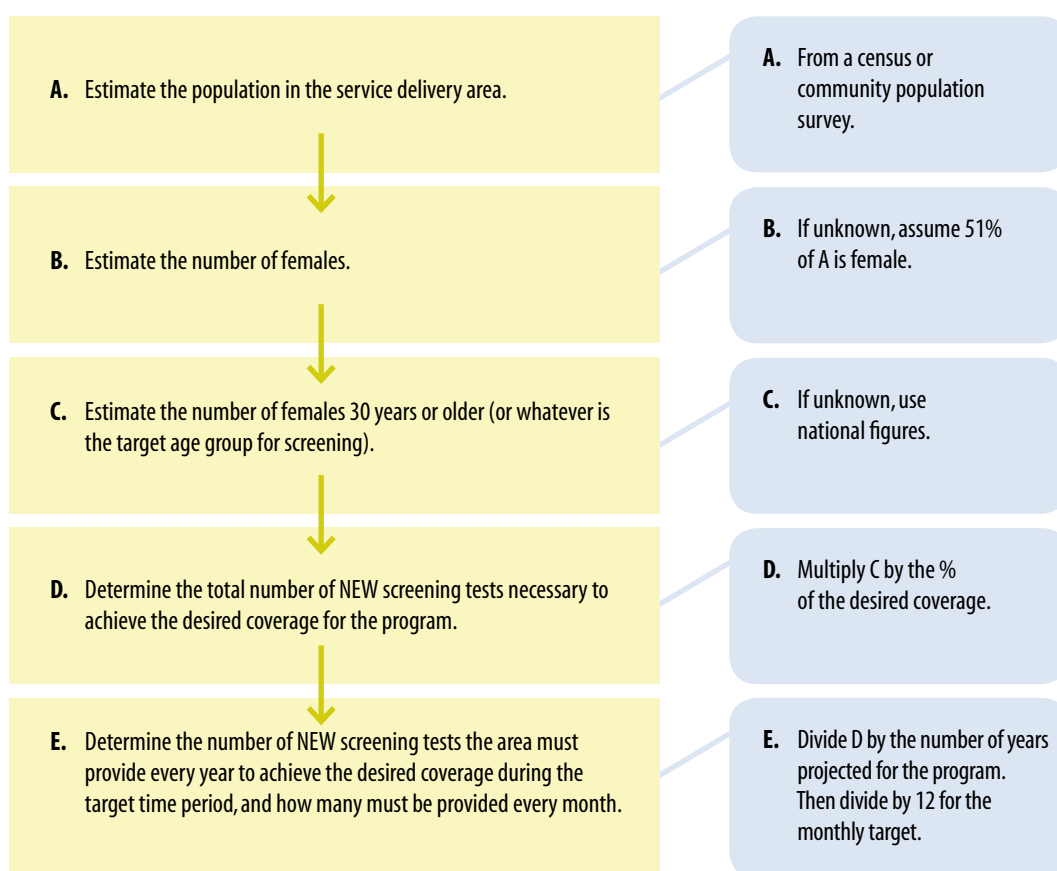 A. Estimate the population in the service delivery area.
A. From a census or
community population
survey.
B. Estimate the number of females.
B. If unknown, assume 51%
of A is female.
C. Estimate the number of females 30 years or older (or whatever is
the target age group for screening).
C. If unknown, use
national figures.
D. Determine the total number of NEW screening tests necessary to
achieve the desired coverage for the program.
D. Multiply C by the %
of the desired coverage.
E. Determine the number of NEW screening tests the area must
provide every year to achieve the desired coverage during the
target time period, and how many must be provided every month.
E. Divide D by the number of years
projected for the program.
Then divide by 12 for the
monthly target.